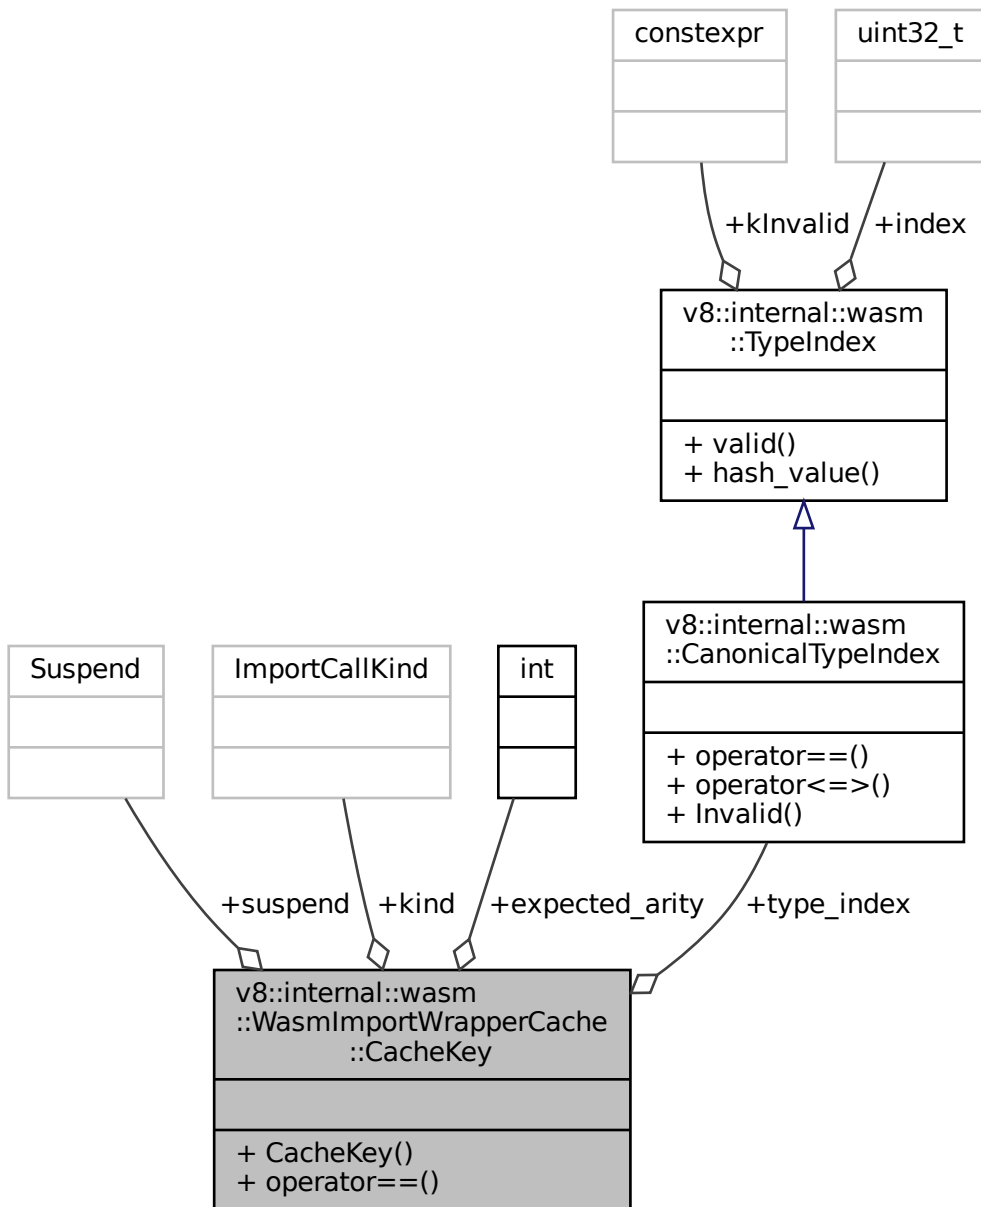 constexpr
uint32_t
+kInvalid
+index
v8::internal::wasm
::TypeIndex
+ valid()
+ hash_value()
v8::internal::wasm
::CanonicalTypeIndex
+ operator==()
+ operator<=>()
+ Invalid()
Suspend
ImportCallKind
int
+suspend
+kind
+expected_arity
+type_index
v8::internal::wasm
::WasmImportWrapperCache
::CacheKey
+ CacheKey()
+ operator==()